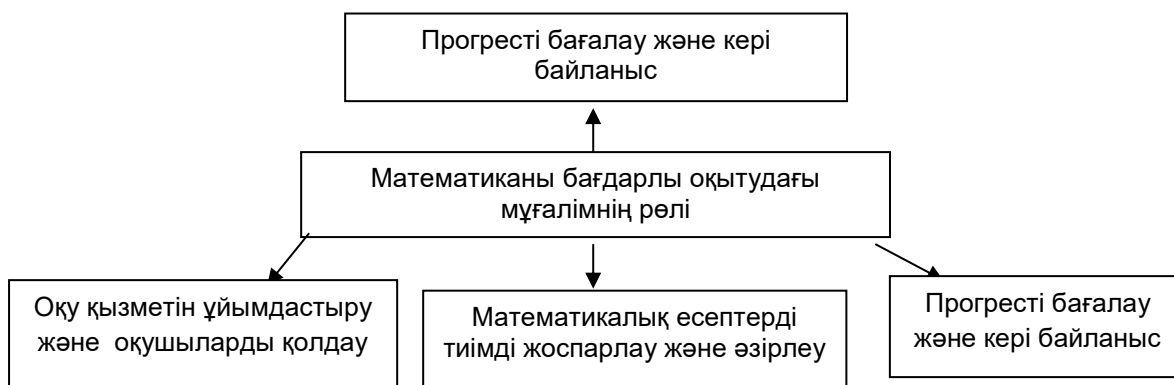 Прогресті бағалау және кері
байланыс
Математиканы бағдарлы оқытудағы
мұғалімнің рөлі
Оқу қызметін ұйымдастыру
және оқушыларды қолдау
Математикалық есептерді
тиімді жоспарлау және әзірлеу
Прогресті бағалау
және кері байланыс